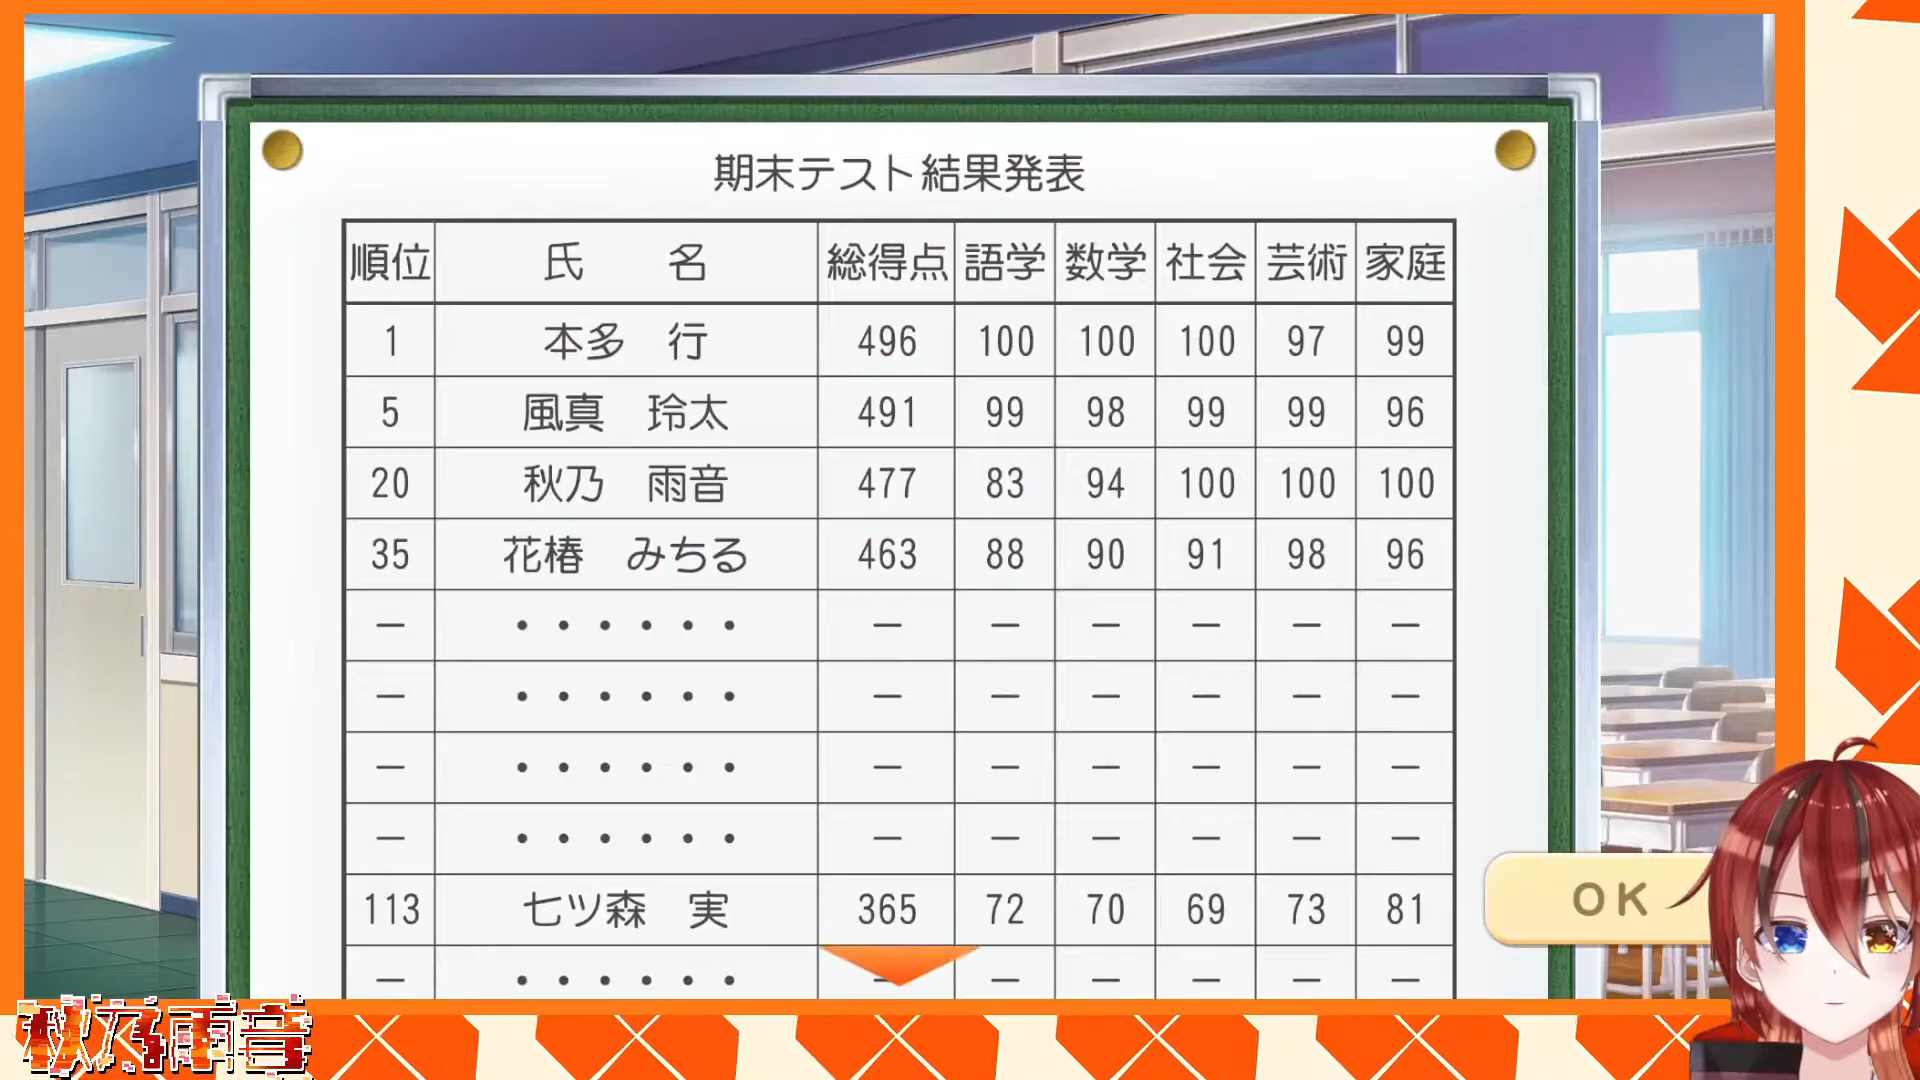 期末テスト結果発表
順位 氏 名 総得点 語学 数学 社会 芸術 家庭
1 本多 行 496 100 100 100 97 99
5 風真 玲太 491 99 98 99 99 96
20 秋乃 雨音 477 83 94 100 100 100
35 花椿 みちる 463 88 90 91 98 96
— ・・・・・・ — — — — — —
— ・・・・・・ — — — — — —
— ・・・・・・ — — — — — —
— ・・・・・・ — — — — — —
113 七ツ森 実 365 72 70 69 73 81
— ・・・・・・ — — — — — —
OK
秋乃雨音